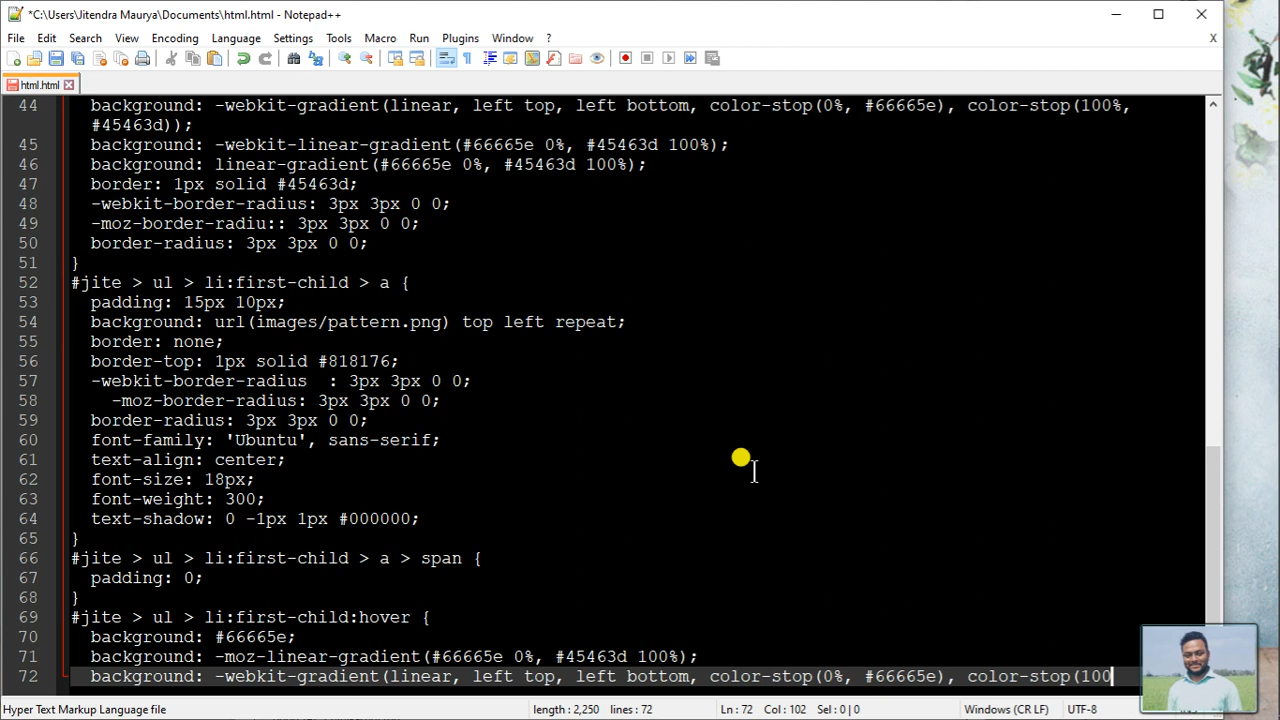 *C:\Users\Jitendra Maurya\Documents\html.html - Notepad++
File Edit Search View Encoding Language Settings Tools Macro Run Plugins Window ? X
html.html
44 background: -webkit-gradient(linear, left top, left bottom, color-stop(0%, #66665e), color-stop(100%,
#45463d));
45 background: -webkit-linear-gradient(#66665e 0%, #45463d 100%);
46 background: linear-gradient(#66665e 0%, #45463d 100%);
47 border: 1px solid #45463d;
48 -webkit-border-radius: 3px 3px 0 0;
49 -moz-border-radiu:: 3px 3px 0 0;
50 border-radius: 3px 3px 0 0;
51 }
52 #jite > ul > li:first-child > a {
53 padding: 15px 10px;
54 background: url(images/pattern.png) top left repeat;
55 border: none;
56 border-top: 1px solid #818176;
57 -webkit-border-radius  : 3px 3px 0 0;
58 -moz-border-radius: 3px 3px 0 0;
59 border-radius: 3px 3px 0 0;
60 font-family: 'Ubuntu', sans-serif;
61 text-align: center;
62 font-size: 18px;
63 font-weight: 300;
64 text-shadow: 0 -1px 1px #000000;
65 }
66 #jite > ul > li:first-child > a > span {
67 padding: 0;
68 }
69 #jite > ul > li:first-child:hover {
70 background: #66665e;
71 background: -moz-linear-gradient(#66665e 0%, #45463d 100%);
72 background: -webkit-gradient(linear, left top, left bottom, color-stop(0%, #66665e), color-stop(100
Hyper Text Markup Language file length : 2,250 lines : 72 Ln : 72 Col : 102 Sel : 0 | 0 Windows (CR LF) UTF-8